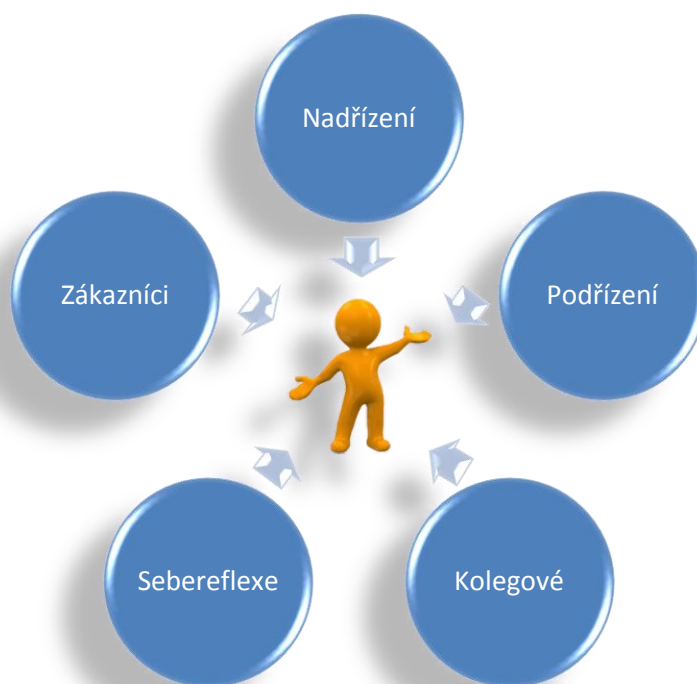 Nadřízení
Zákazníci
Podřízení
Sebereflexe
Kolegové